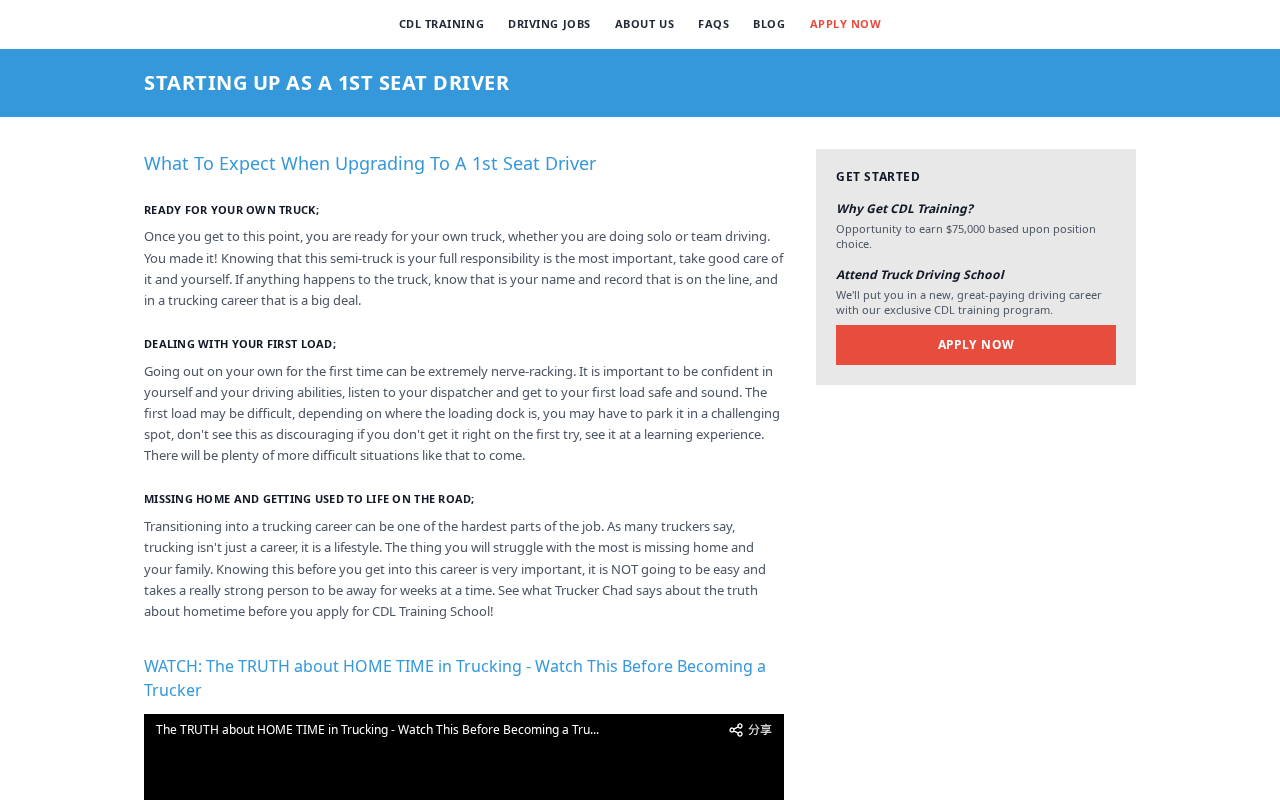 CDL TRAINING DRIVING JOBS ABOUT US FAQS BLOG APPLY NOW
STARTING UP AS A 1ST SEAT DRIVER
What To Expect When Upgrading To A 1st Seat Driver
READY FOR YOUR OWN TRUCK;
Once you get to this point, you are ready for your own truck, whether you are doing solo or team driving.
You made it! Knowing that this semi-truck is your full responsibility is the most important, take good care of
it and yourself. If anything happens to the truck, know that is your name and record that is on the line, and
in a trucking career that is a big deal.
DEALING WITH YOUR FIRST LOAD;
Going out on your own for the first time can be extremely nerve-racking. It is important to be confident in
yourself and your driving abilities, listen to your dispatcher and get to your first load safe and sound. The
first load may be difficult, depending on where the loading dock is, you may have to park it in a challenging
spot, don't see this as discouraging if you don't get it right on the first try, see it at a learning experience.
There will be plenty of more difficult situations like that to come.
MISSING HOME AND GETTING USED TO LIFE ON THE ROAD;
Transitioning into a trucking career can be one of the hardest parts of the job. As many truckers say,
trucking isn't just a career, it is a lifestyle. The thing you will struggle with the most is missing home and
your family. Knowing this before you get into this career is very important, it is NOT going to be easy and
takes a really strong person to be away for weeks at a time. See what Trucker Chad says about the truth
about hometime before you apply for CDL Training School!
WATCH: The TRUTH about HOME TIME in Trucking - Watch This Before Becoming a
Trucker
The TRUTH about HOME TIME in Trucking - Watch This Before Becoming a Tru...
分享
GET STARTED
Why Get CDL Training?
Opportunity to earn $75,000 based upon position
choice.
Attend Truck Driving School
We'll put you in a new, great-paying driving career
with our exclusive CDL training program.
APPLY NOW